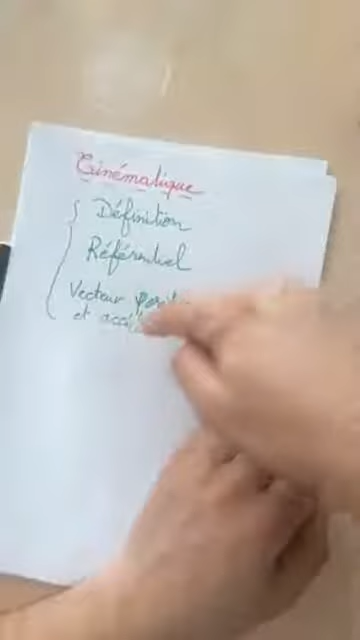 Cinématique
Définition
Référentiel
Vecteur
et